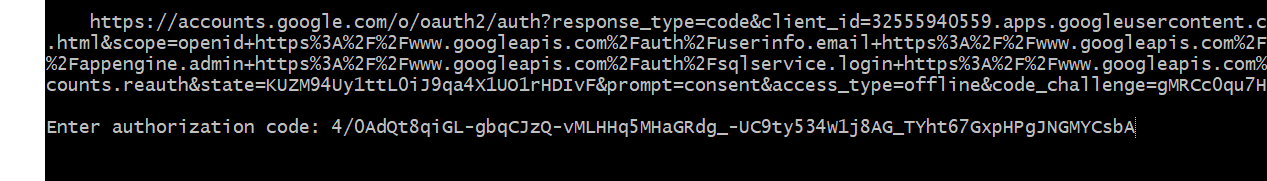 https://accounts.google.com/o/oauth2/auth?response_type=code&client_id=32555940559.apps.googleusercontent.c
.html&scope=openid+https%3A%2F%2Fwww.googleapis.com%2Fauth%2Fuserinfo.email+https%3A%2F%2Fwww.googleapis.com%2F
%2Fappengine.admin+https%3A%2F%2Fwww.googleapis.com%2Fauth%2Fsqlservice.login+https%3A%2F%2Fwww.googleapis.com%
counts.reauth&state=KUZM94Uy1ttL0iJ9qa4X1UO1rHDIvF&prompt=consent&access_type=offline&code_challenge=gMRCc0qu7H
Enter authorization code: 4/0AdQt8qiGL-gbqCJzQ-vMLHHq5MHaGRdg_-UC9ty534W1j8AG_TYht67GxpHPgJNGMYCsbA